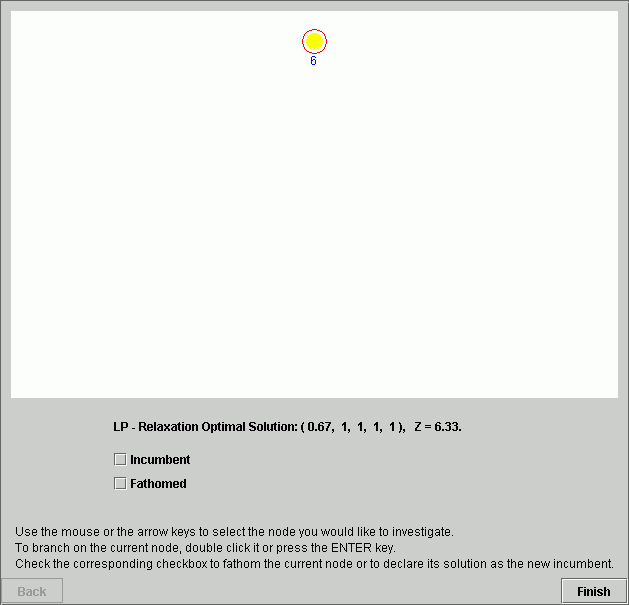 6
LP - Relaxation Optimal Solution: ( 0.67, 1, 1, 1, 1 ), Z = 6.33.
Incumbent
Fathomed
Use the mouse or the arrow keys to select the node you would like to investigate.
To branch on the current node, double click it or press the ENTER key.
Check the corresponding checkbox to fathom the current node or to declare its solution as the new incumbent.
Back
Finish